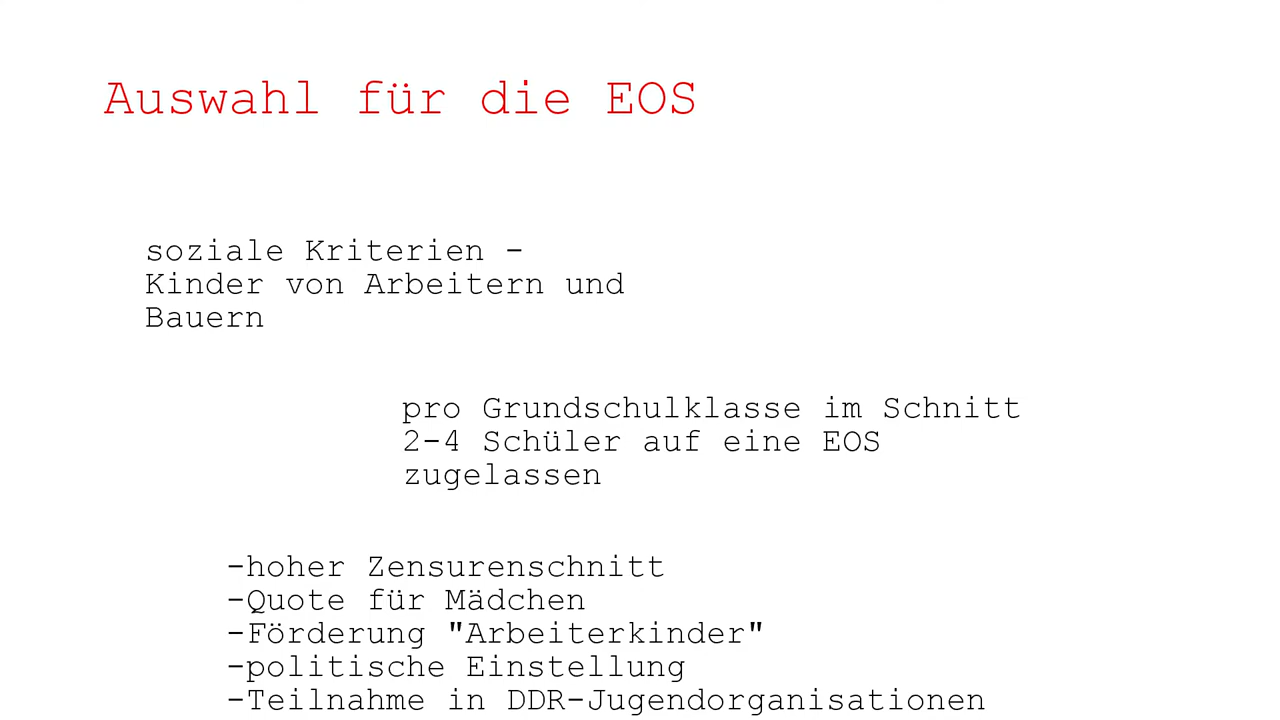 Auswahl für die EOS
soziale Kriterien -
Kinder von Arbeitern und
Bauern
pro Grundschulklasse im Schnitt
2-4 Schüler auf eine EOS
zugelassen
-hoher Zensurenschnitt
-Quote für Mädchen
-Förderung "Arbeiterkinder"
-politische Einstellung
-Teilnahme in DDR-Jugendorganisationen